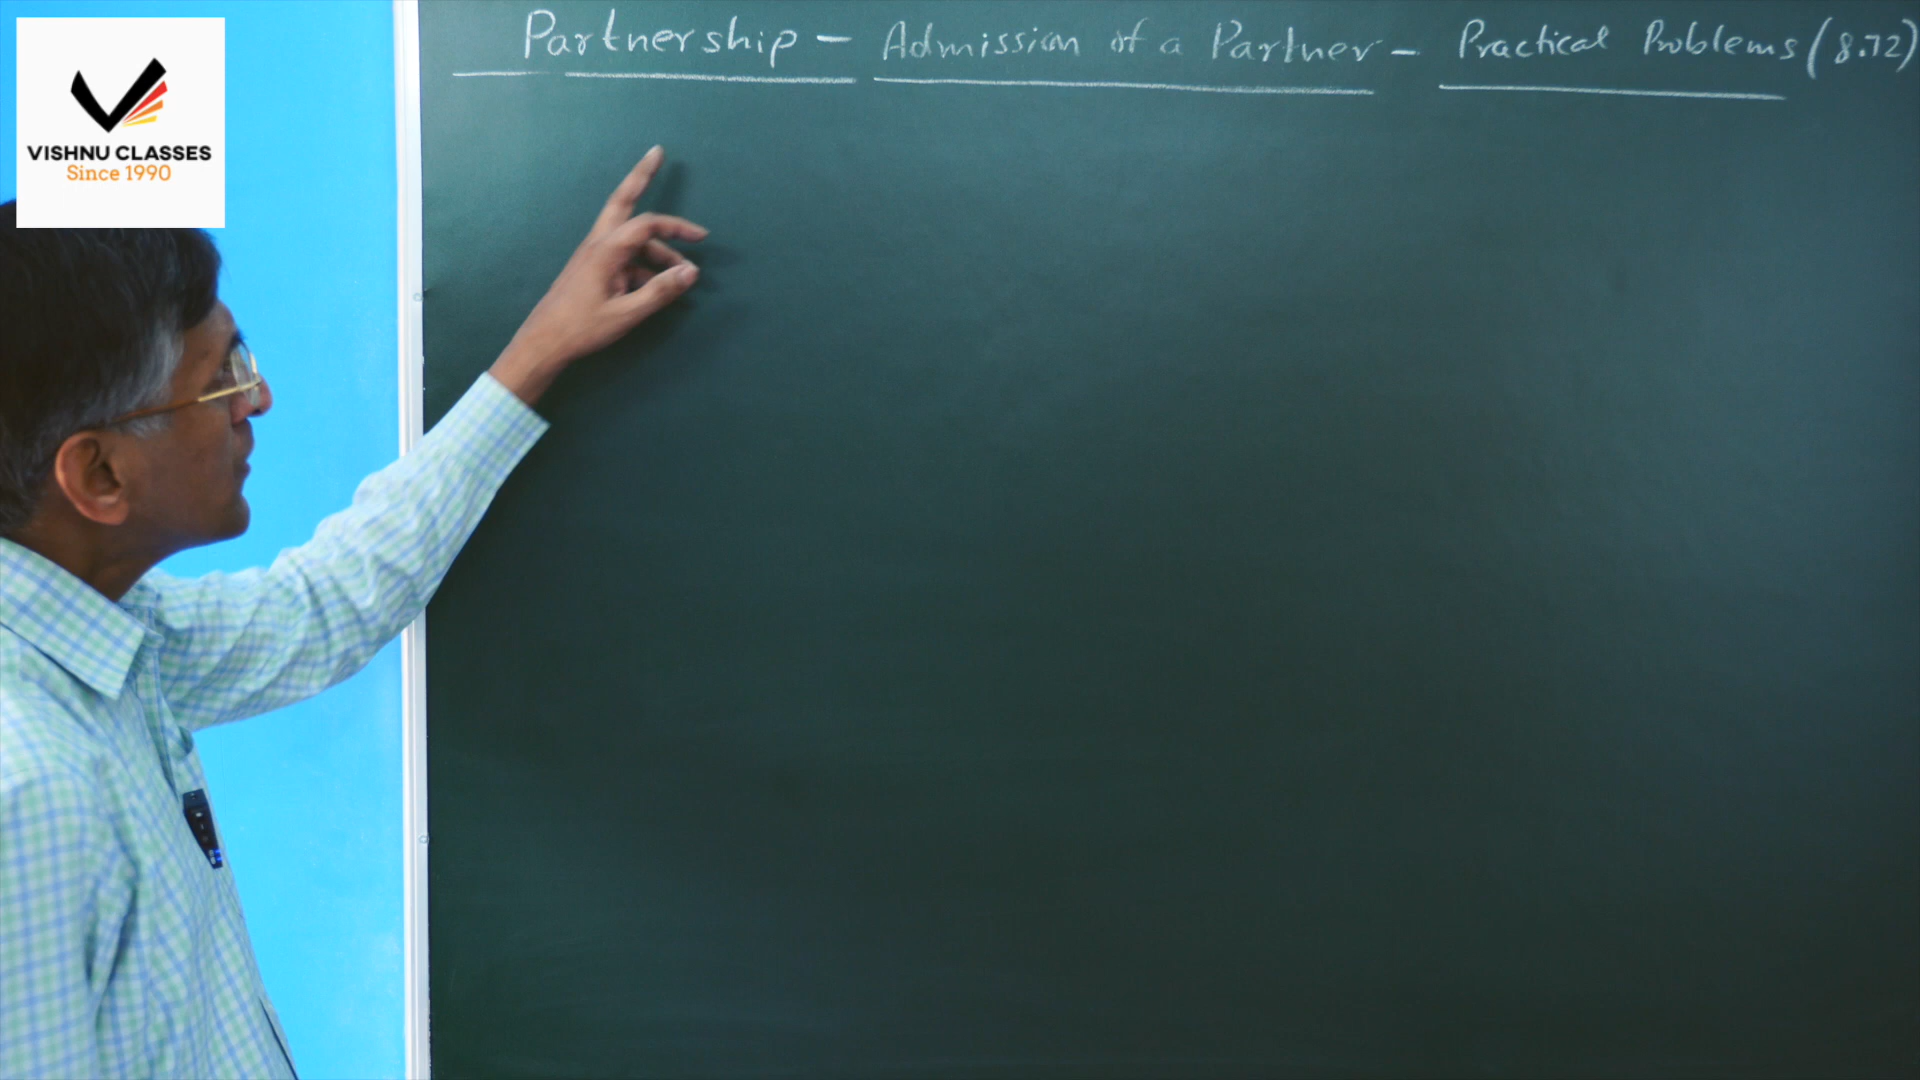 VISHNU CLASSES
Since 1990
Partnership - Admission of a Partner - Practical Problems (8.72)